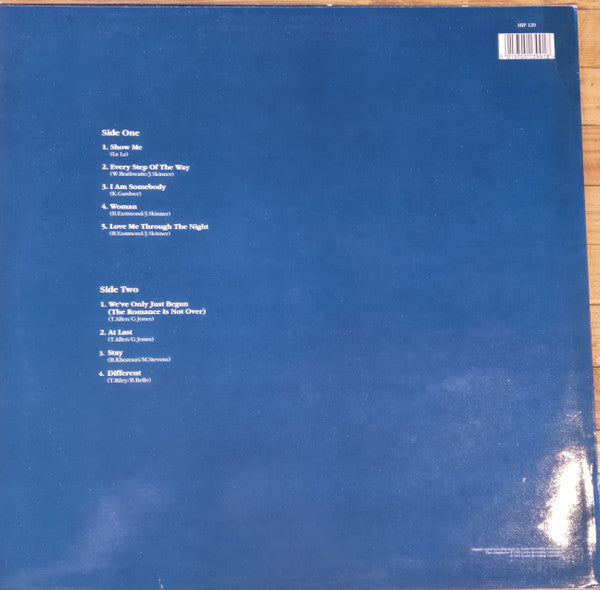 HIP 129
Side One
1. Show Me
(La La)
2. Every Step Of The Way
(W.Brathwaite/J.Skinner)
3. I Am Somebody
(K.Gardner)
4. Woman
(B.Eastmond/J.Skinner)
5. Love Me Through The Night
(B.Eastmond/J.Skinner)
Side Two
1. We've Only Just Begun
(The Romance Is Not Over)
(T.Allen/G.Jones)
2. At Last
(T.Allen/G.Jones)
3. Stay
(B.Khozouri/M.Stevens)
4. Different
(T.Riley/B.Belle)